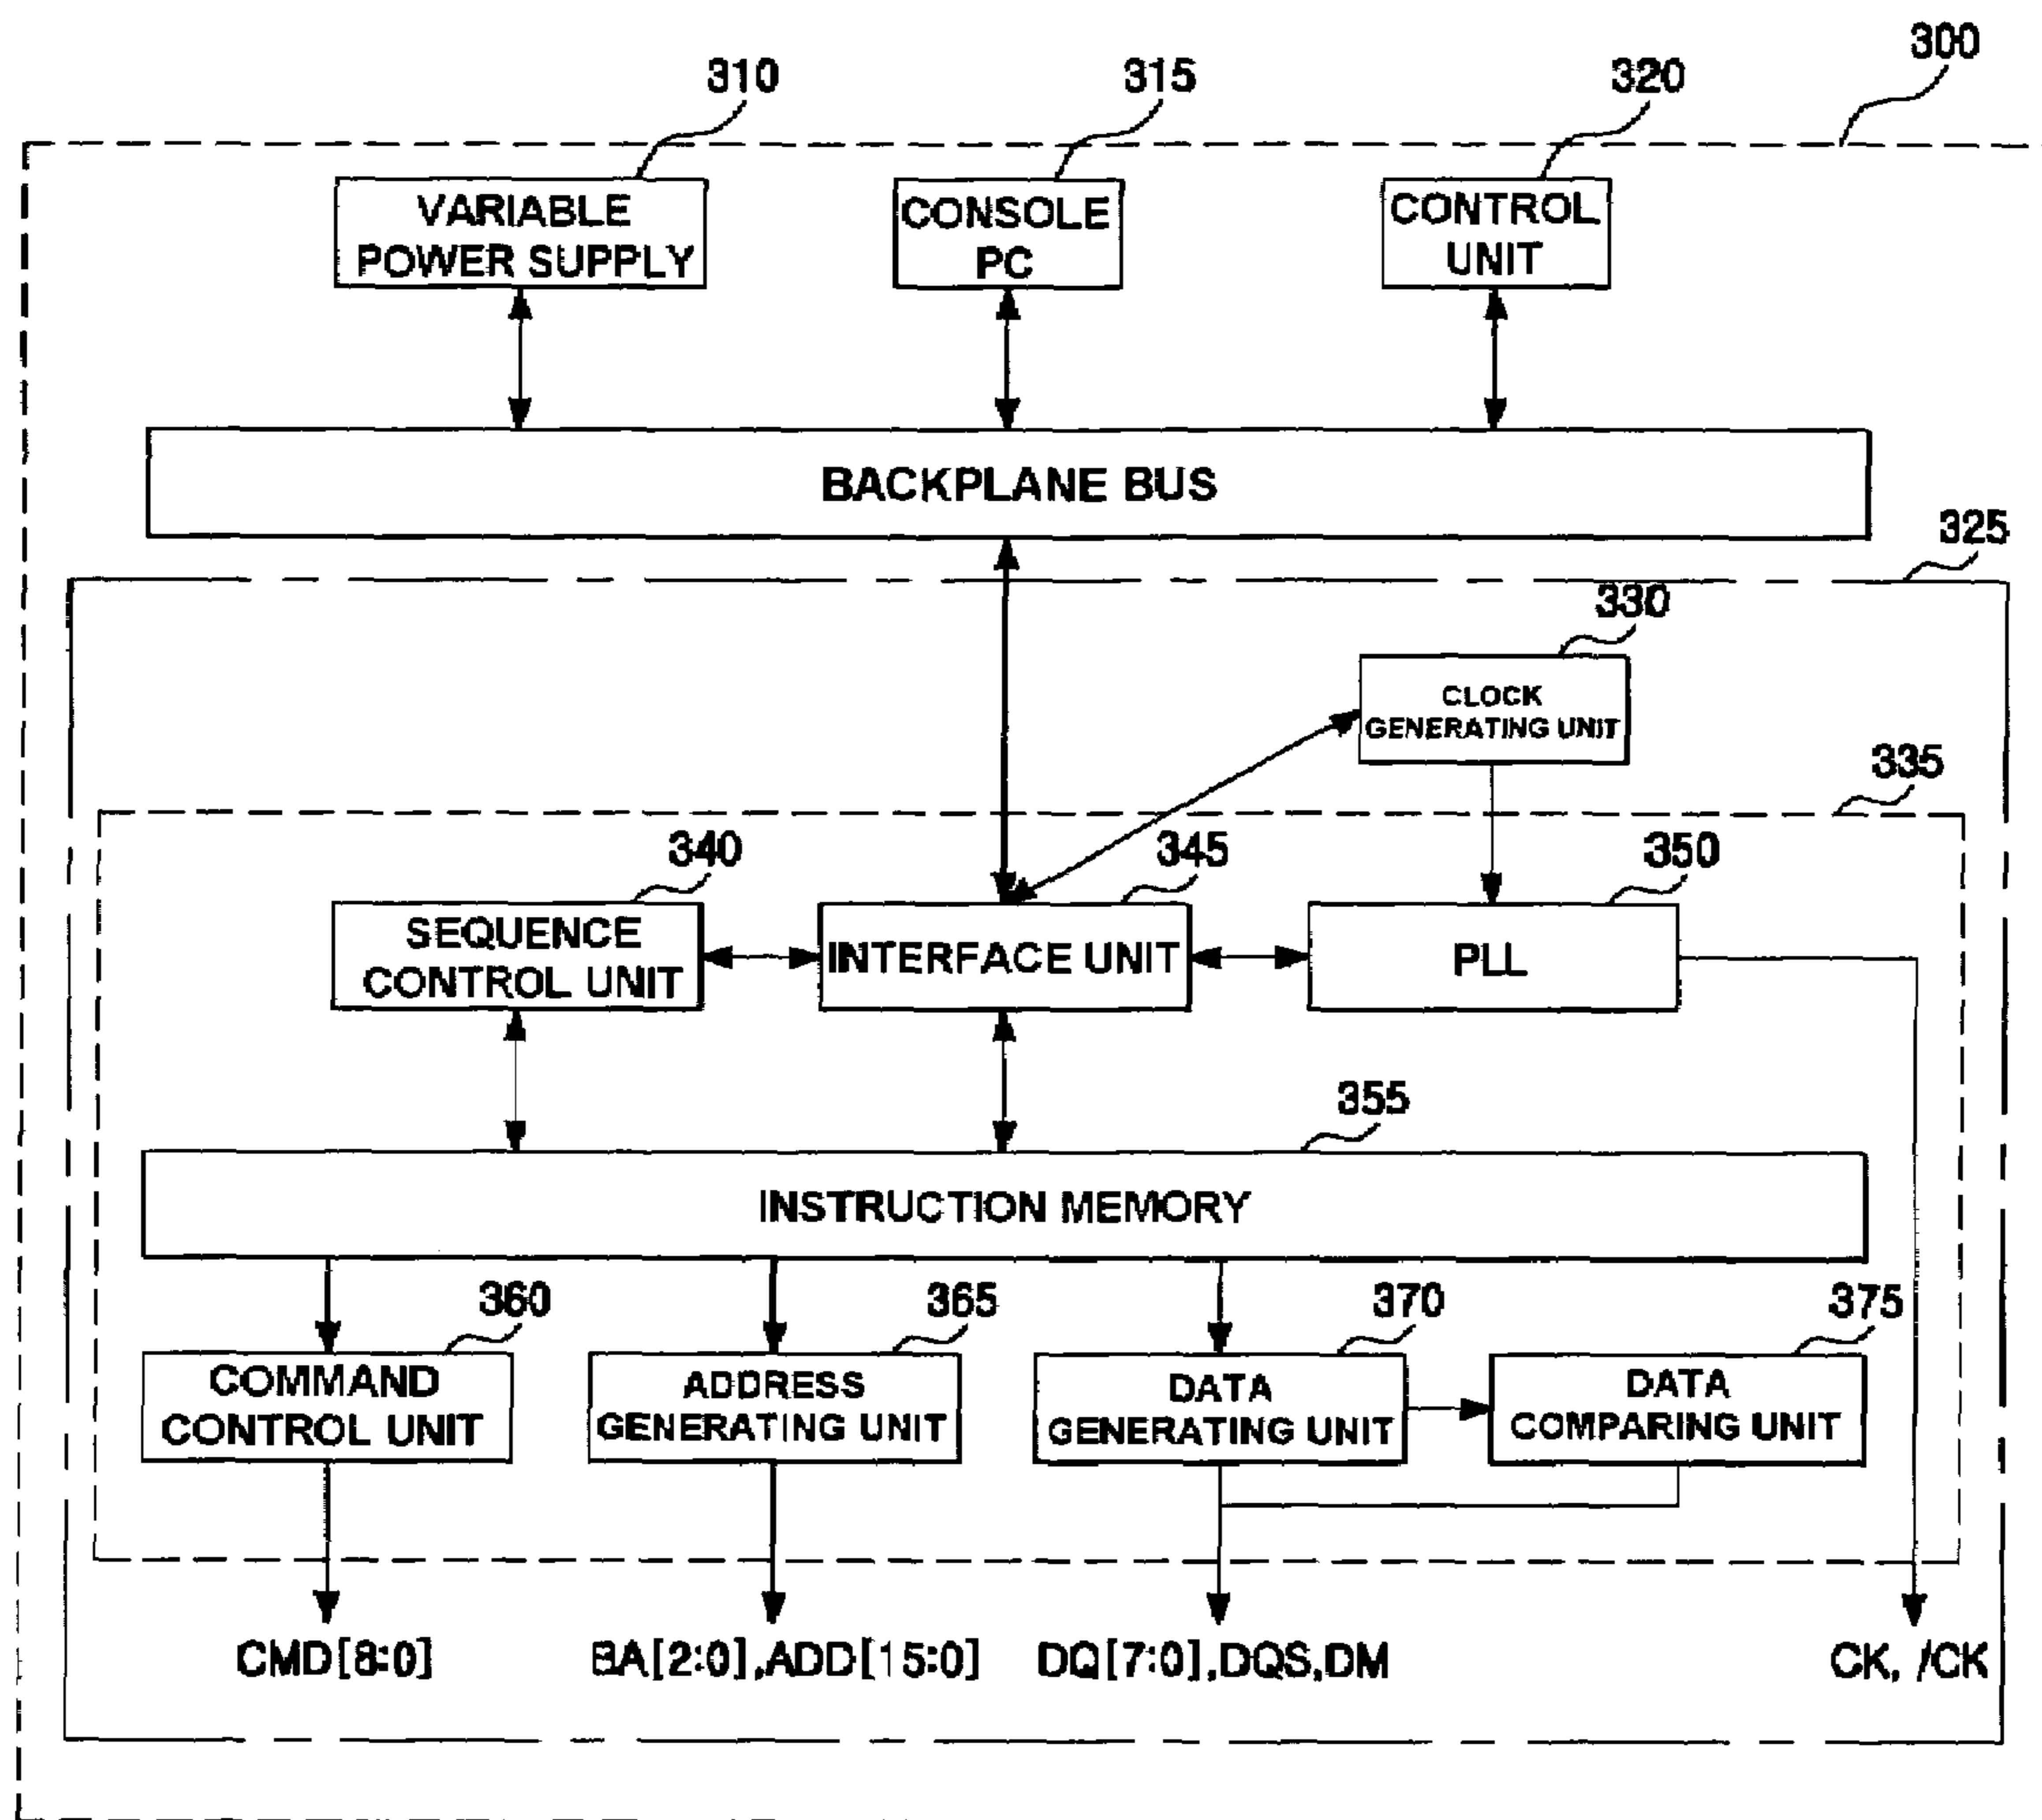 300
310
315
320
VARIABLE
POWER SUPPLY
CONSOLE
PC
CONTROL
UNIT
BACKPLANE BUS
325
330
CLOCK
GENERATING UNIT
335
340
345
350
SEQUENCE
CONTROL UNIT
INTERFACE UNIT
PLL
355
INSTRUCTION MEMORY
360
365
370
375
COMMAND
CONTROL UNIT
ADDRESS
GENERATING UNIT
DATA
GENERATING UNIT
DATA
COMPARING UNIT
CMD[8:0]
BA[2:0],ADD[15:0]
DQ[7:0],DQS,DM
CK, /CK